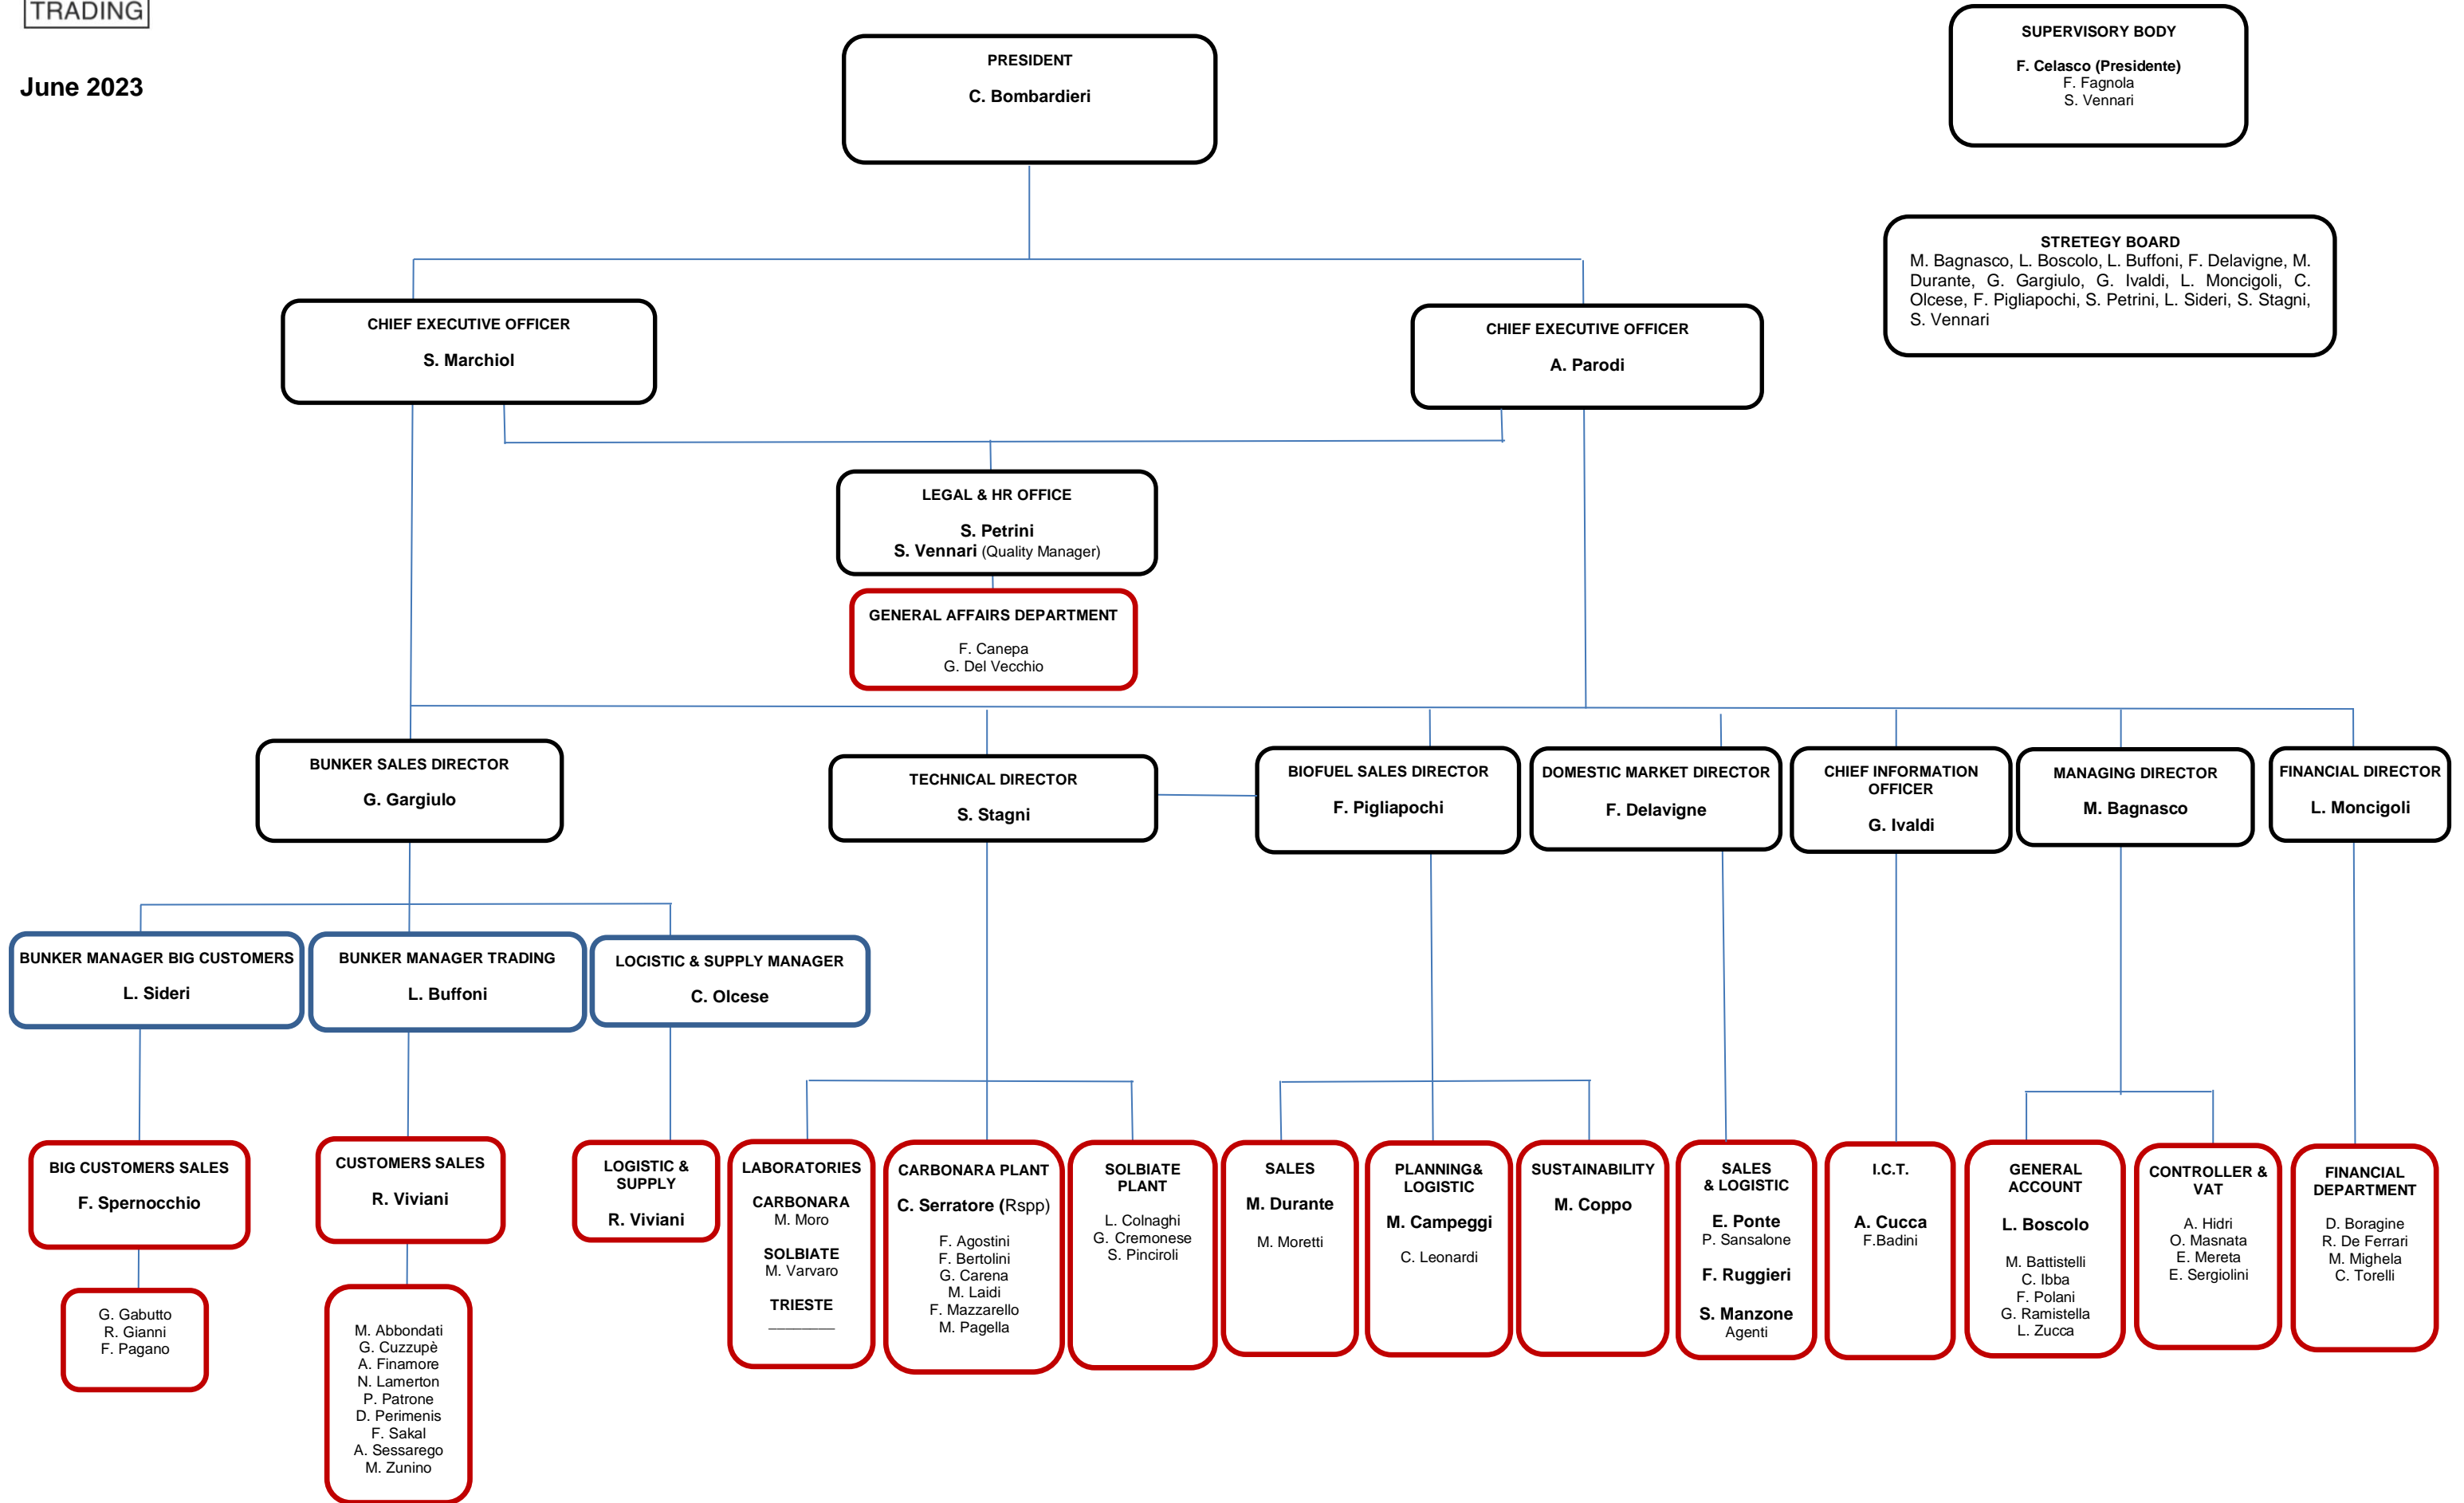 TRADING
June 2023
PRESIDENT
C. Bombardieri
SUPERVISORY BODY
F. Celasco (Presidente)
F. Fagnola
S. Vennari
STRETEGY BOARD
M. Bagnasco, L. Boscolo, L. Buffoni, F. Delavigne, M.
Durante, G. Gargiulo, G. Ivaldi, L. Moncigoli, C.
Olcese, F. Pigliapochi, S. Petrini, L. Sideri, S. Stagni,
S. Vennari
CHIEF EXECUTIVE OFFICER
S. Marchiol
CHIEF EXECUTIVE OFFICER
A. Parodi
LEGAL & HR OFFICE
S. Petrini
S. Vennari (Quality Manager)
GENERAL AFFAIRS DEPARTMENT
F. Canepa
G. Del Vecchio
BUNKER SALES DIRECTOR
G. Gargiulo
TECHNICAL DIRECTOR
S. Stagni
BIOFUEL SALES DIRECTOR
F. Pigliapochi
DOMESTIC MARKET DIRECTOR
F. Delavigne
CHIEF INFORMATION
OFFICER
G. Ivaldi
MANAGING DIRECTOR
M. Bagnasco
FINANCIAL DIRECTOR
L. Moncigoli
BUNKER MANAGER BIG CUSTOMERS
L. Sideri
BUNKER MANAGER TRADING
L. Buffoni
LOCISTIC & SUPPLY MANAGER
C. Olcese
BIG CUSTOMERS SALES
F. Spernocchio
G. Gabutto
R. Gianni
F. Pagano
CUSTOMERS SALES
R. Viviani
M. Abbondati
G. Cuzzupè
A. Finamore
N. Lamerton
P. Patrone
D. Perimenis
F. Sakal
A. Sessarego
M. Zunino
LOGISTIC &
SUPPLY
R. Viviani
LABORATORIES
CARBONARA
M. Moro
SOLBIATE
M. Varvaro
TRIESTE
________
CARBONARA PLANT
C. Serratore (Rspp)
F. Agostini
F. Bertolini
G. Carena
M. Laidi
F. Mazzarello
M. Pagella
SOLBIATE
PLANT
L. Colnaghi
G. Cremonese
S. Pinciroli
SALES
M. Durante
M. Moretti
PLANNING&
LOGISTIC
M. Campeggi
C. Leonardi
SUSTAINABILITY
M. Coppo
SALES
& LOGISTIC
E. Ponte
P. Sansalone
F. Ruggieri
S. Manzone
Agenti
I.C.T.
A. Cucca
F.Badini
GENERAL
ACCOUNT
L. Boscolo
M. Battistelli
C. Ibba
F. Polani
G. Ramistella
L. Zucca
CONTROLLER &
VAT
A. Hidri
O. Masnata
E. Mereta
E. Sergiolini
FINANCIAL
DEPARTMENT
D. Boragine
R. De Ferrari
M. Mighela
C. Torelli